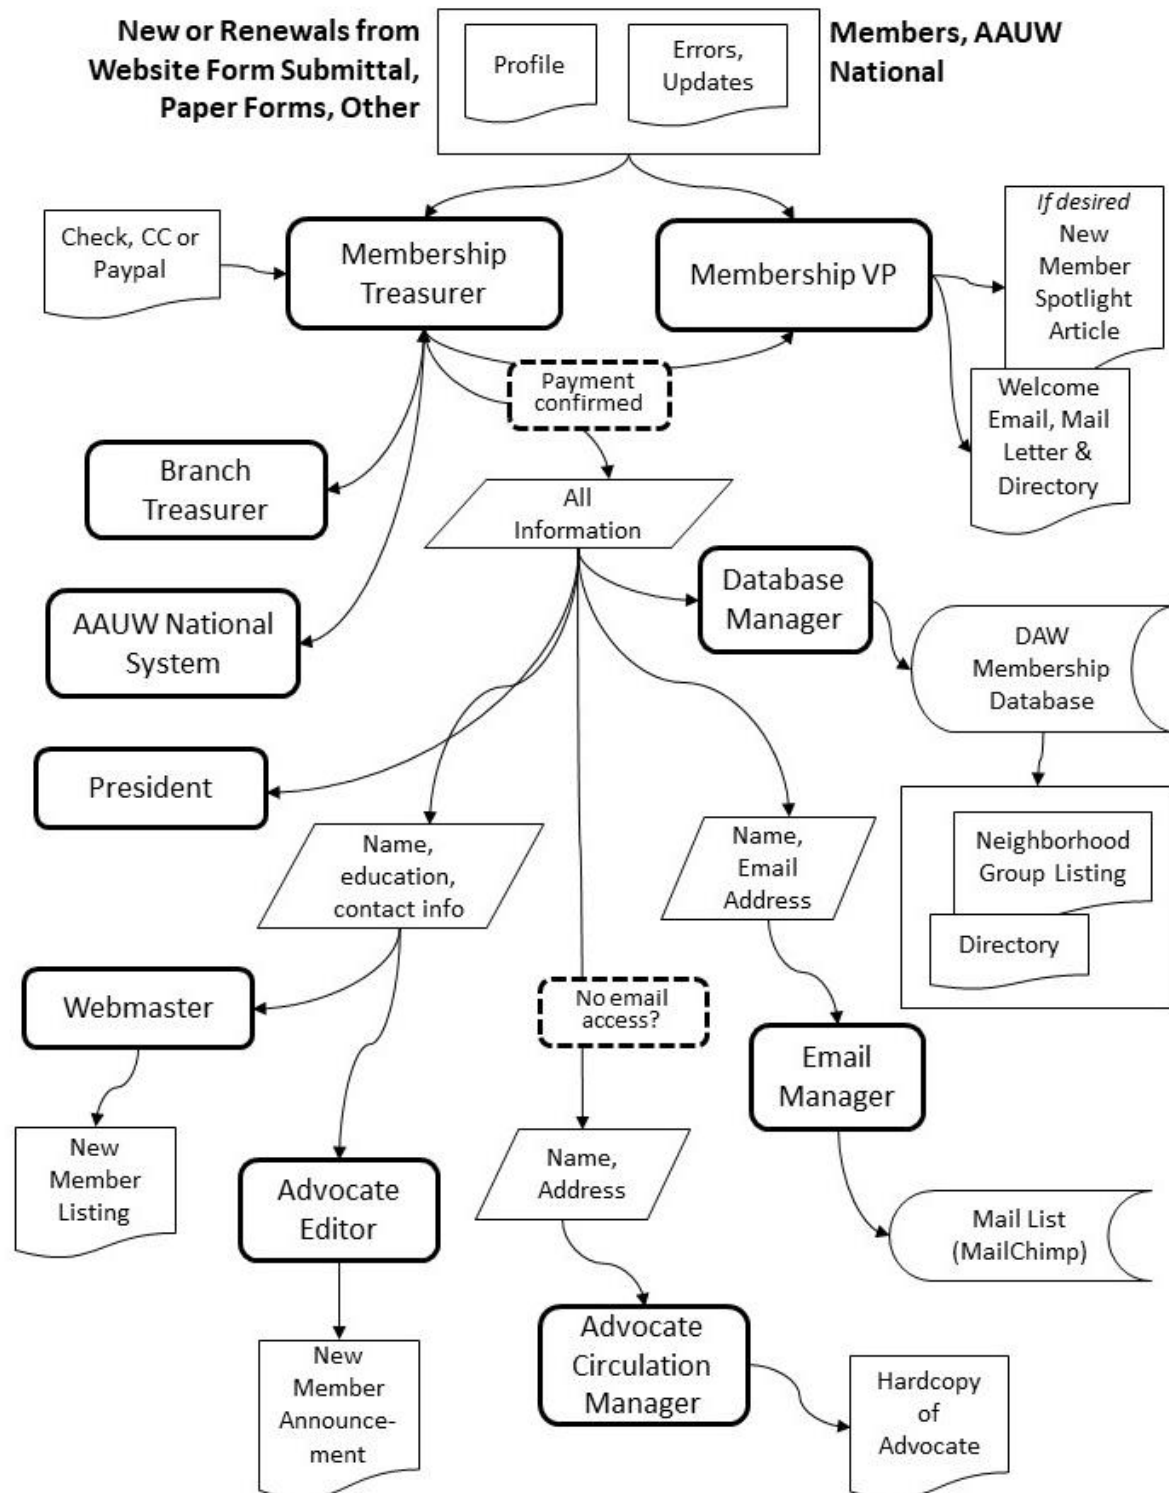 New or Renewals from
Website Form Submittal,
Paper Forms, Other
Profile
Errors,
Updates
Members, AAUW
National
Check, CC or
Paypal
Membership
Treasurer
Membership VP
If desired
New
Member
Spotlight
Article
Payment
confirmed
Welcome
Email, Mail
Letter &
Directory
Branch
Treasurer
All
Information
AAUW National
System
Database
Manager
DAW
Membership
Database
President
Name,
education,
contact info
Name,
Email
Address
Neighborhood
Group Listing
Directory
Webmaster
No email
access?
Email
Manager
New
Member
Listing
Advocate
Editor
Name,
Address
Mail List
(MailChimp)
New
Member
Announce-
ment
Advocate
Circulation
Manager
Hardcopy
of
Advocate